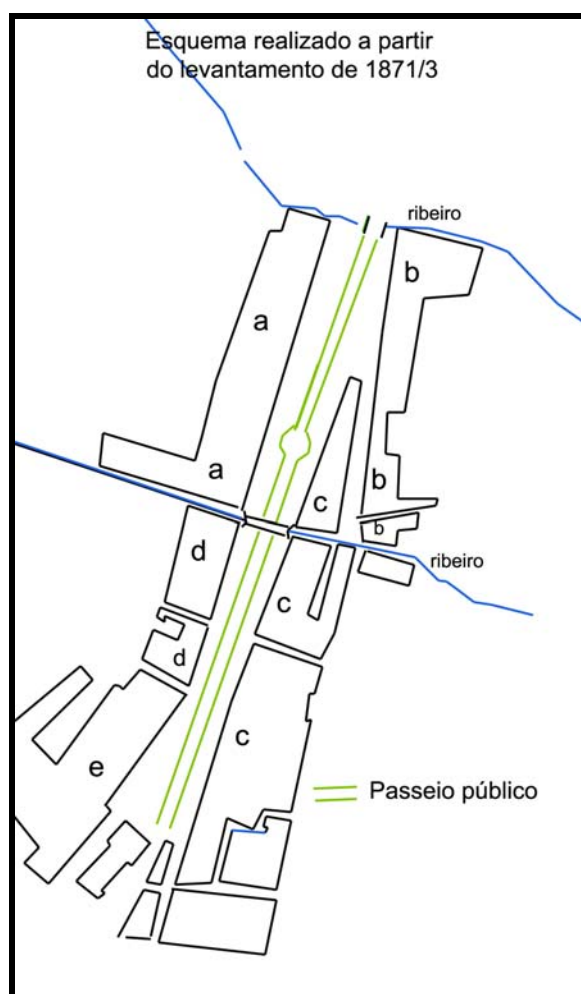 Esquema realizado a partir
do levantamento de 1871/3
ribeiro
b
a
a
b
c
b
d
ribeiro
c
d
c
e
Passeio público